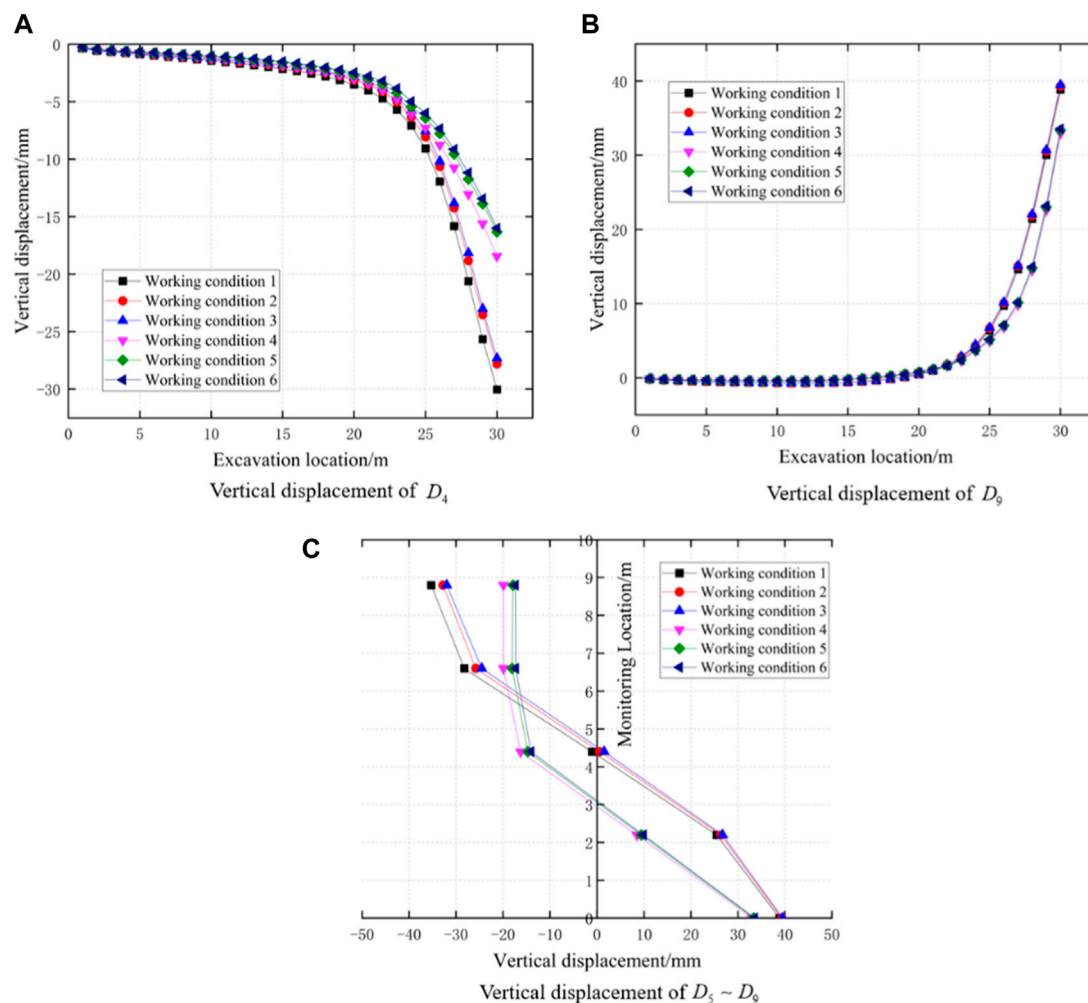 A
Vertical displacement/mm
0
−5
−10
−15
−20
−25
−30
Working condition 1
Working condition 2
Working condition 3
Working condition 4
Working condition 5
Working condition 6
0 5 10 15 20 25 30
Excavation location/m
Vertical displacement of D₄
B
Vertical displacement/mm
40
30
20
10
0
Working condition 1
Working condition 2
Working condition 3
Working condition 4
Working condition 5
Working condition 6
0 5 10 15 20 25 30
Excavation location/m
Vertical displacement of D₉
C
Monitoring Location/m
10
9
8
7
6
5
4
3
2
1
0
Working condition 1
Working condition 2
Working condition 3
Working condition 4
Working condition 5
Working condition 6
−50 −40 −30 −20 −10 0 10 20 30 40 50
Vertical displacement/mm
Vertical displacement of D₅ ~ D₉